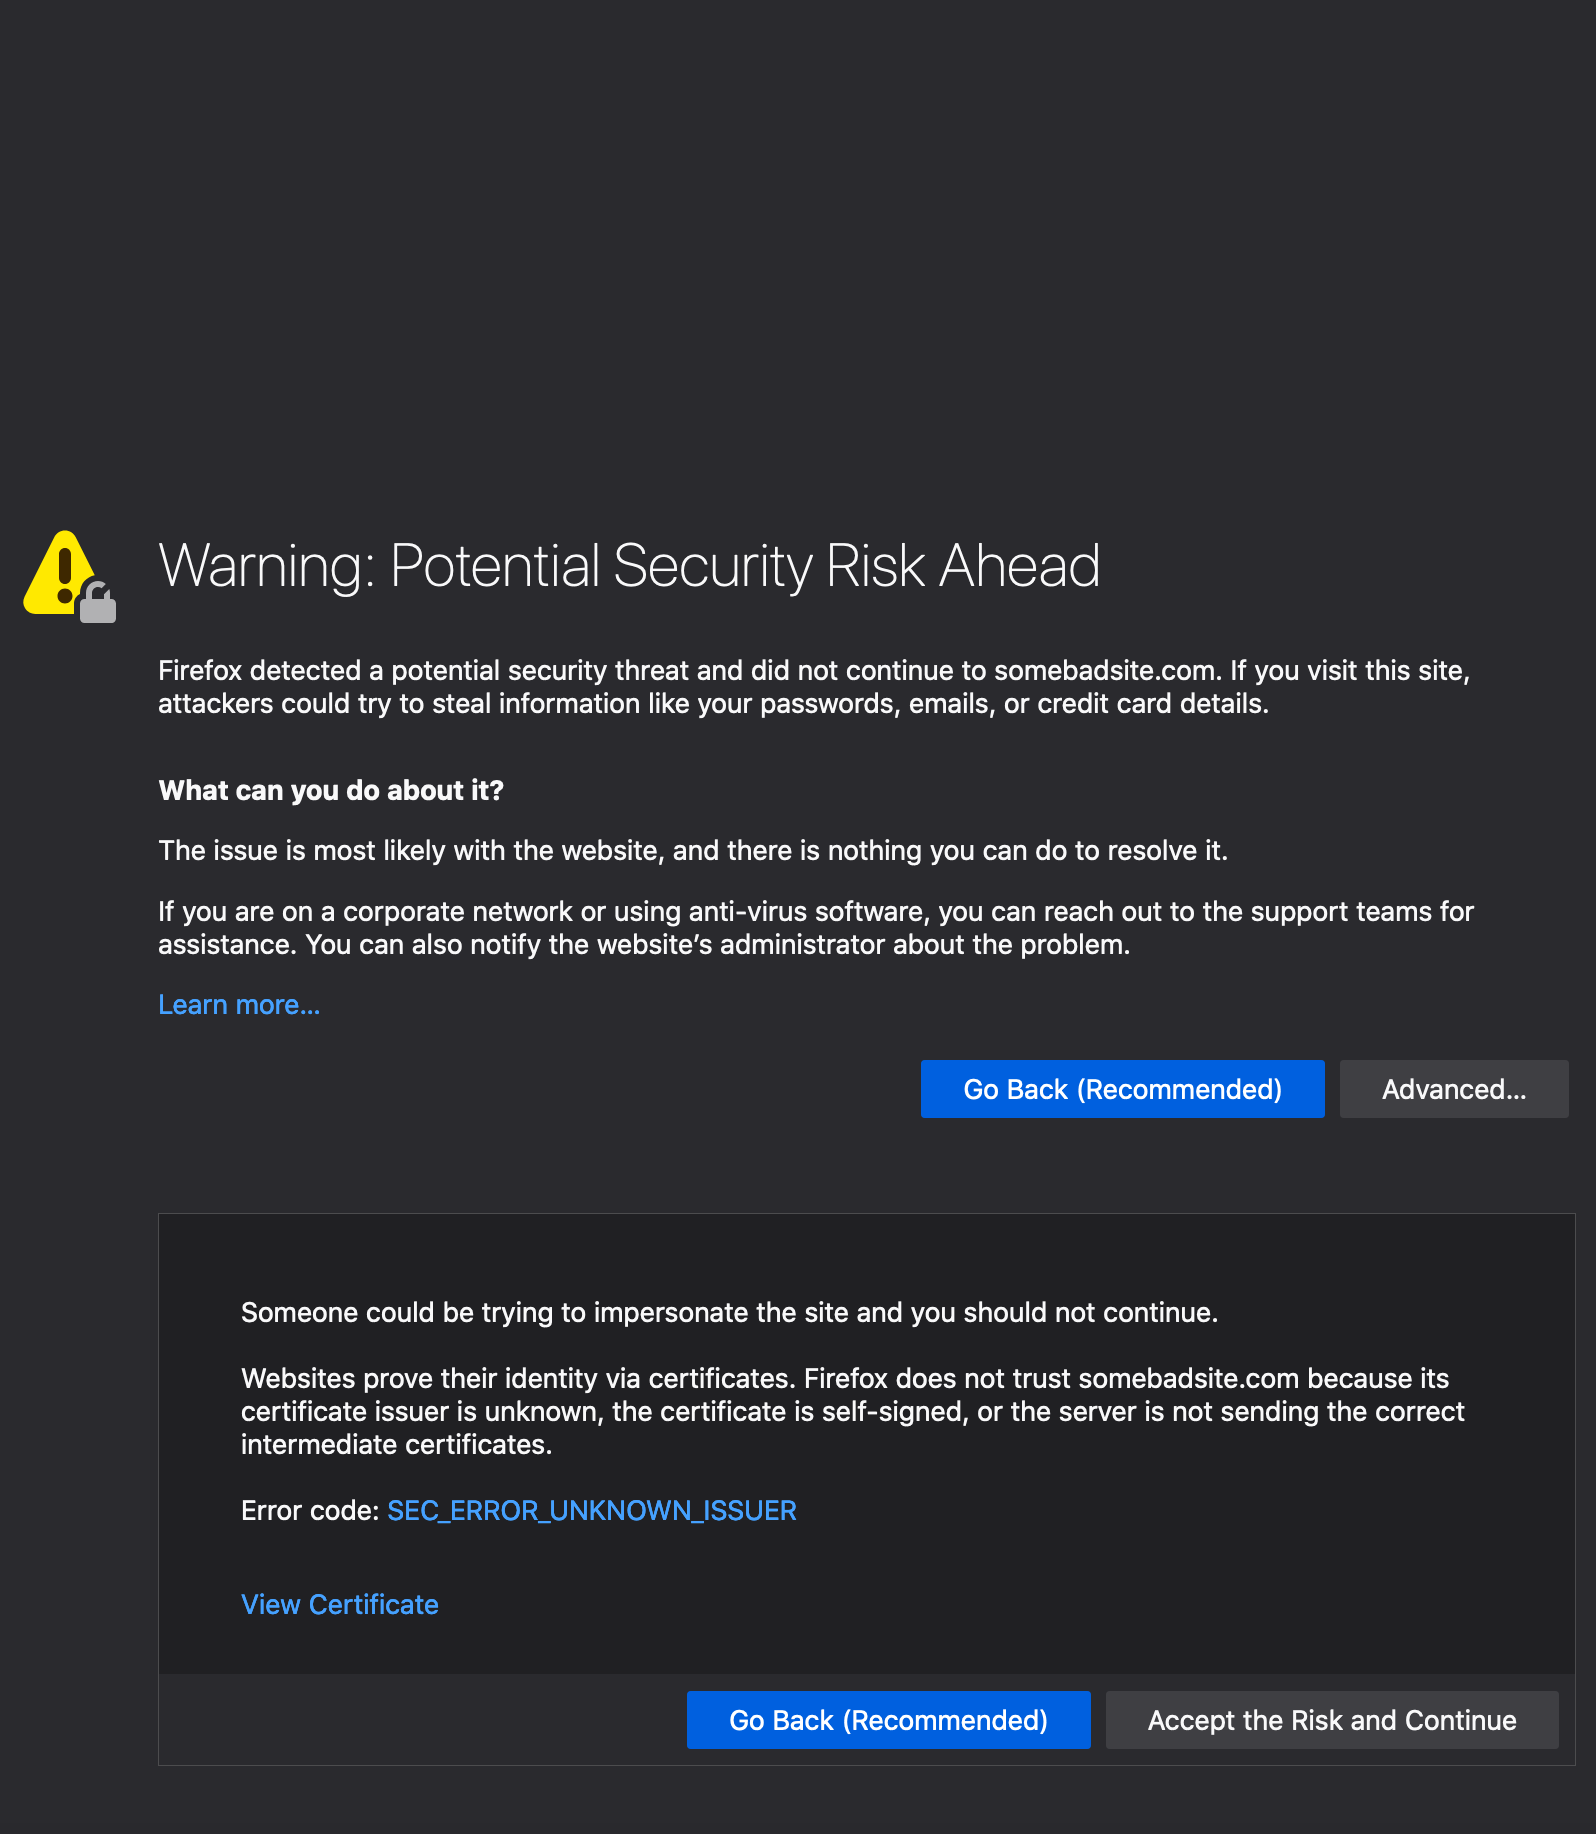 Warning: Potential Security Risk Ahead
Firefox detected a potential security threat and did not continue to somebadsite.com. If you visit this site,
attackers could try to steal information like your passwords, emails, or credit card details.
What can you do about it?
The issue is most likely with the website, and there is nothing you can do to resolve it.
If you are on a corporate network or using anti-virus software, you can reach out to the support teams for
assistance. You can also notify the website’s administrator about the problem.
Learn more…
Go Back (Recommended) Advanced…
Someone could be trying to impersonate the site and you should not continue.
Websites prove their identity via certificates. Firefox does not trust somebadsite.com because its
certificate issuer is unknown, the certificate is self-signed, or the server is not sending the correct
intermediate certificates.
Error code: SEC_ERROR_UNKNOWN_ISSUER
View Certificate
Go Back (Recommended) Accept the Risk and Continue